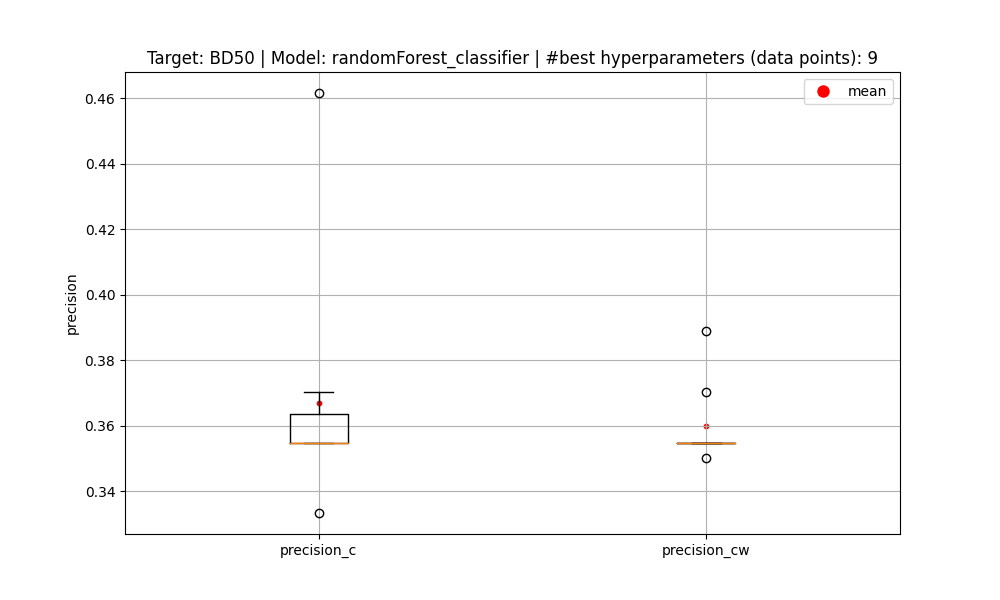 Target: BD50 | Model: randomForest_classifier | #best hyperparameters (data points): 9
mean
0.46
0.44
0.42
0.40
0.38
0.36
0.34
precision
precision_c
precision_cw